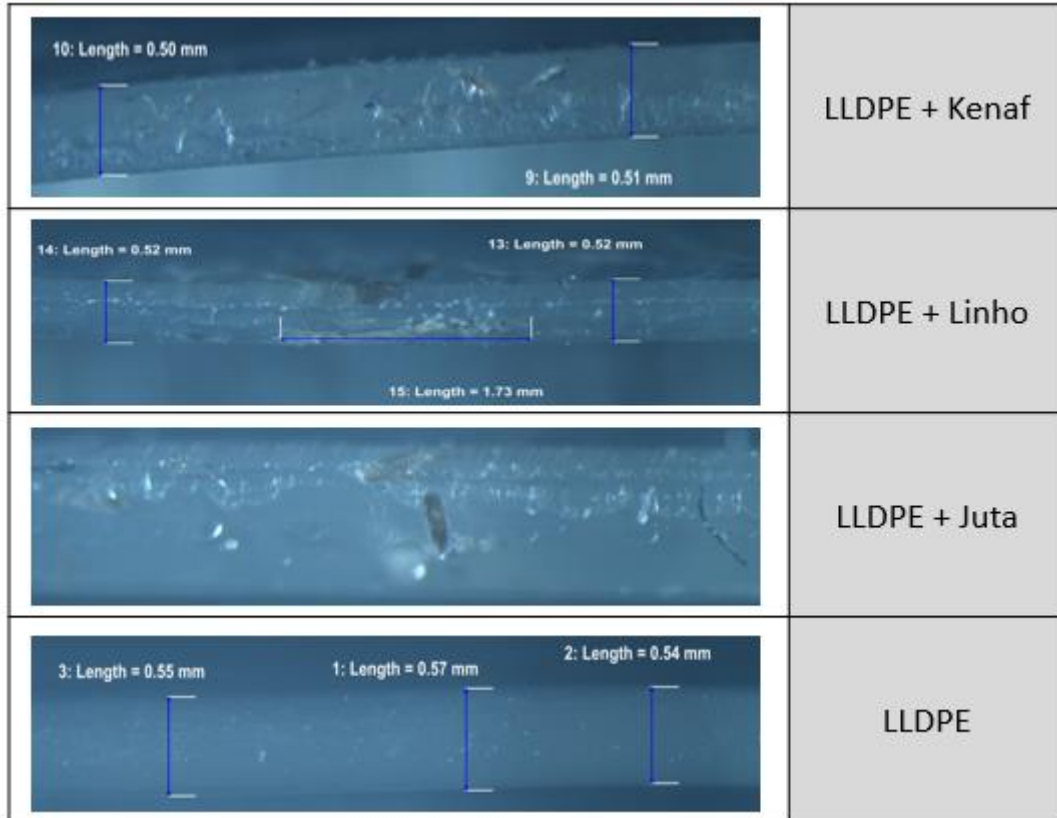 10: Length = 0.50 mm
9: Length = 0.51 mm
LLDPE + Kenaf
14: Length = 0.52 mm
13: Length = 0.52 mm
15: Length = 1.73 mm
LLDPE + Linho
LLDPE + Juta
3: Length = 0.55 mm
1: Length = 0.57 mm
2: Length = 0.54 mm
LLDPE